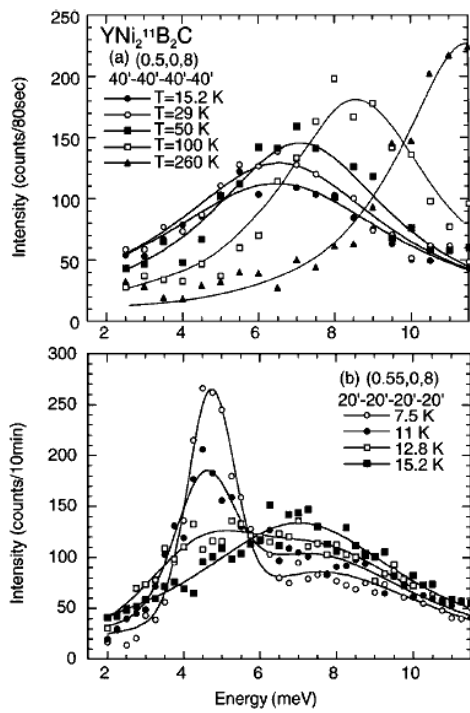 YNi₂¹¹B₂C
(a) (0.5,0,8)
40'-40'-40'-40'
T=15.2 K
T=29 K
T=50 K
T=100 K
T=260 K
Intensity (counts/80sec)
250
200
150
100
50
0
4 6 8 10
(b) (0.55,0,8)
20'-20'-20'-20'
7.5 K
11 K
12.8 K
15.2 K
Intensity (counts/10min)
300
250
200
150
100
50
0
2 4 6 8 10
Energy (meV)